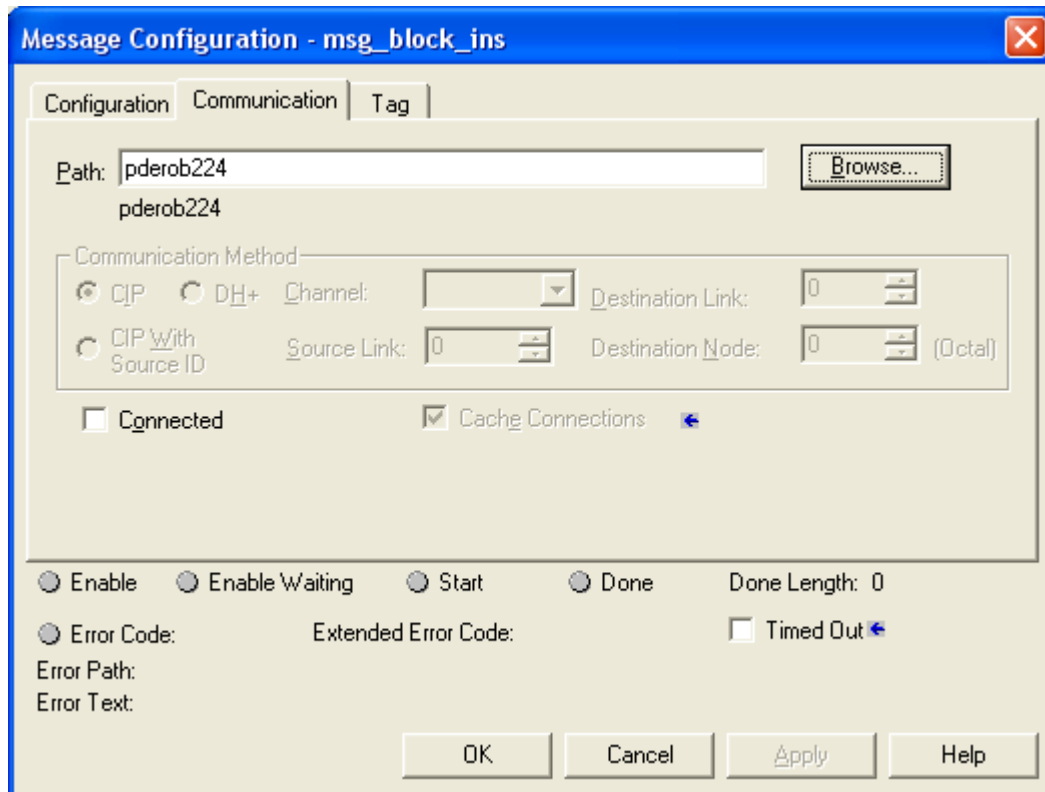 Message Configuration - msg_block_ins
Configuration Communication Tag
Path: pderob224 Browse...
pderob224
Communication Method
CIP DH+ Channel: Destination Link: 0
CIP With
Source ID Source Link: 0 Destination Node: 0 (Octal)
Connected Cache Connections
Enable Enable Waiting Start Done Done Length: 0
Error Code: Extended Error Code: Timed Out
Error Path:
Error Text:
OK Cancel Apply Help